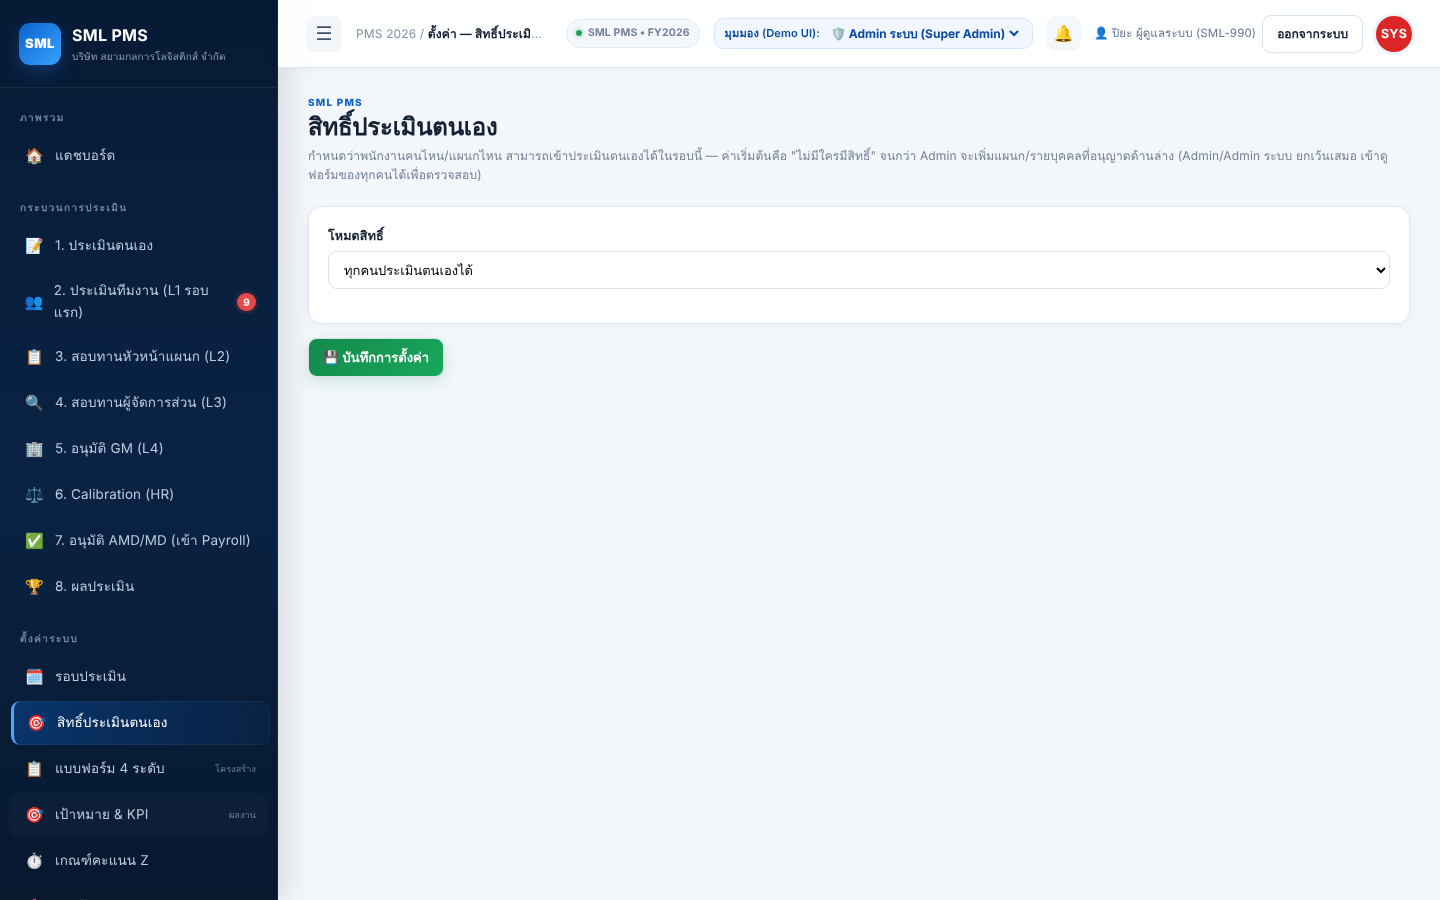 SML
SML PMS
บริษัท สยามกลการโลจิสติกส์ จำกัด
ภาพรวม
แดชบอร์ด
กระบวนการประเมิน
1. ประเมินตนเอง
2. ประเมินทีมงาน (L1 รอบ
แรก)
9
3. สอบทานหัวหน้าแผนก (L2)
4. สอบทานผู้จัดการส่วน (L3)
5. อนุมัติ GM (L4)
6. Calibration (HR)
7. อนุมัติ AMD/MD (เข้า Payroll)
8. ผลประเมิน
ตั้งค่าระบบ
รอบประเมิน
สิทธิ์ประเมินตนเอง
แบบฟอร์ม 4 ระดับ โครงสร้าง
เป้าหมาย & KPI ผลงาน
เกณฑ์คะแนน Z
PMS 2026 / ตั้งค่า — สิทธิ์ประเมิ...
SML PMS • FY2026
มุมมอง (Demo UI): Admin ระบบ (Super Admin)
ปิยะ ผู้ดูแลระบบ (SML-990)
ออกจากระบบ
SYS
SML PMS
สิทธิ์ประเมินตนเอง
กำหนดว่าพนักงานคนไหน/แผนกไหน สามารถเข้าประเมินตนเองได้ในรอบนี้ — ค่าเริ่มต้นคือ "ไม่มีใครมีสิทธิ์" จนกว่า Admin จะเพิ่มแผนก/รายบุคคลที่อนุญาตด้านล่าง (Admin/Admin ระบบ ยกเว้นเสมอ เข้าดู
ฟอร์มของทุกคนได้เพื่อตรวจสอบ)
โหมดสิทธิ์
ทุกคนประเมินตนเองได้
บันทึกการตั้งค่า